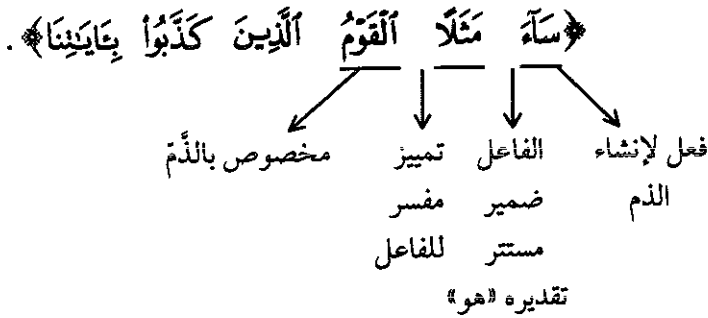 ﴿سَآءَ مَثَلًا ٱلْقَوْمُ ٱلَّذِينَ كَذَّبُوا۟ بِـَٔايَـٰتِنَا﴾ .
فعل لإنشاء الفاعل تمييز مخصوص بالذَّمّ
الذم ضمير مفسر
مستتر للفاعل
تقديره «هو»